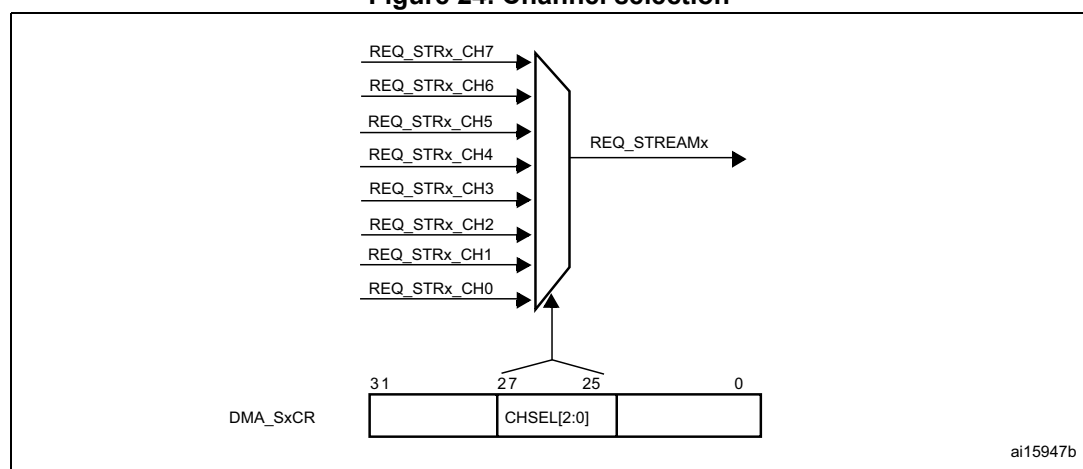 Figure 24. Channel selection
REQ_STRx_CH7
REQ_STRx_CH6
REQ_STRx_CH5
REQ_STRx_CH4
REQ_STREAMx
REQ_STRx_CH3
REQ_STRx_CH2
REQ_STRx_CH1
REQ_STRx_CH0
31 27 25 0
DMA_SxCR CHSEL[2:0]
ai15947b